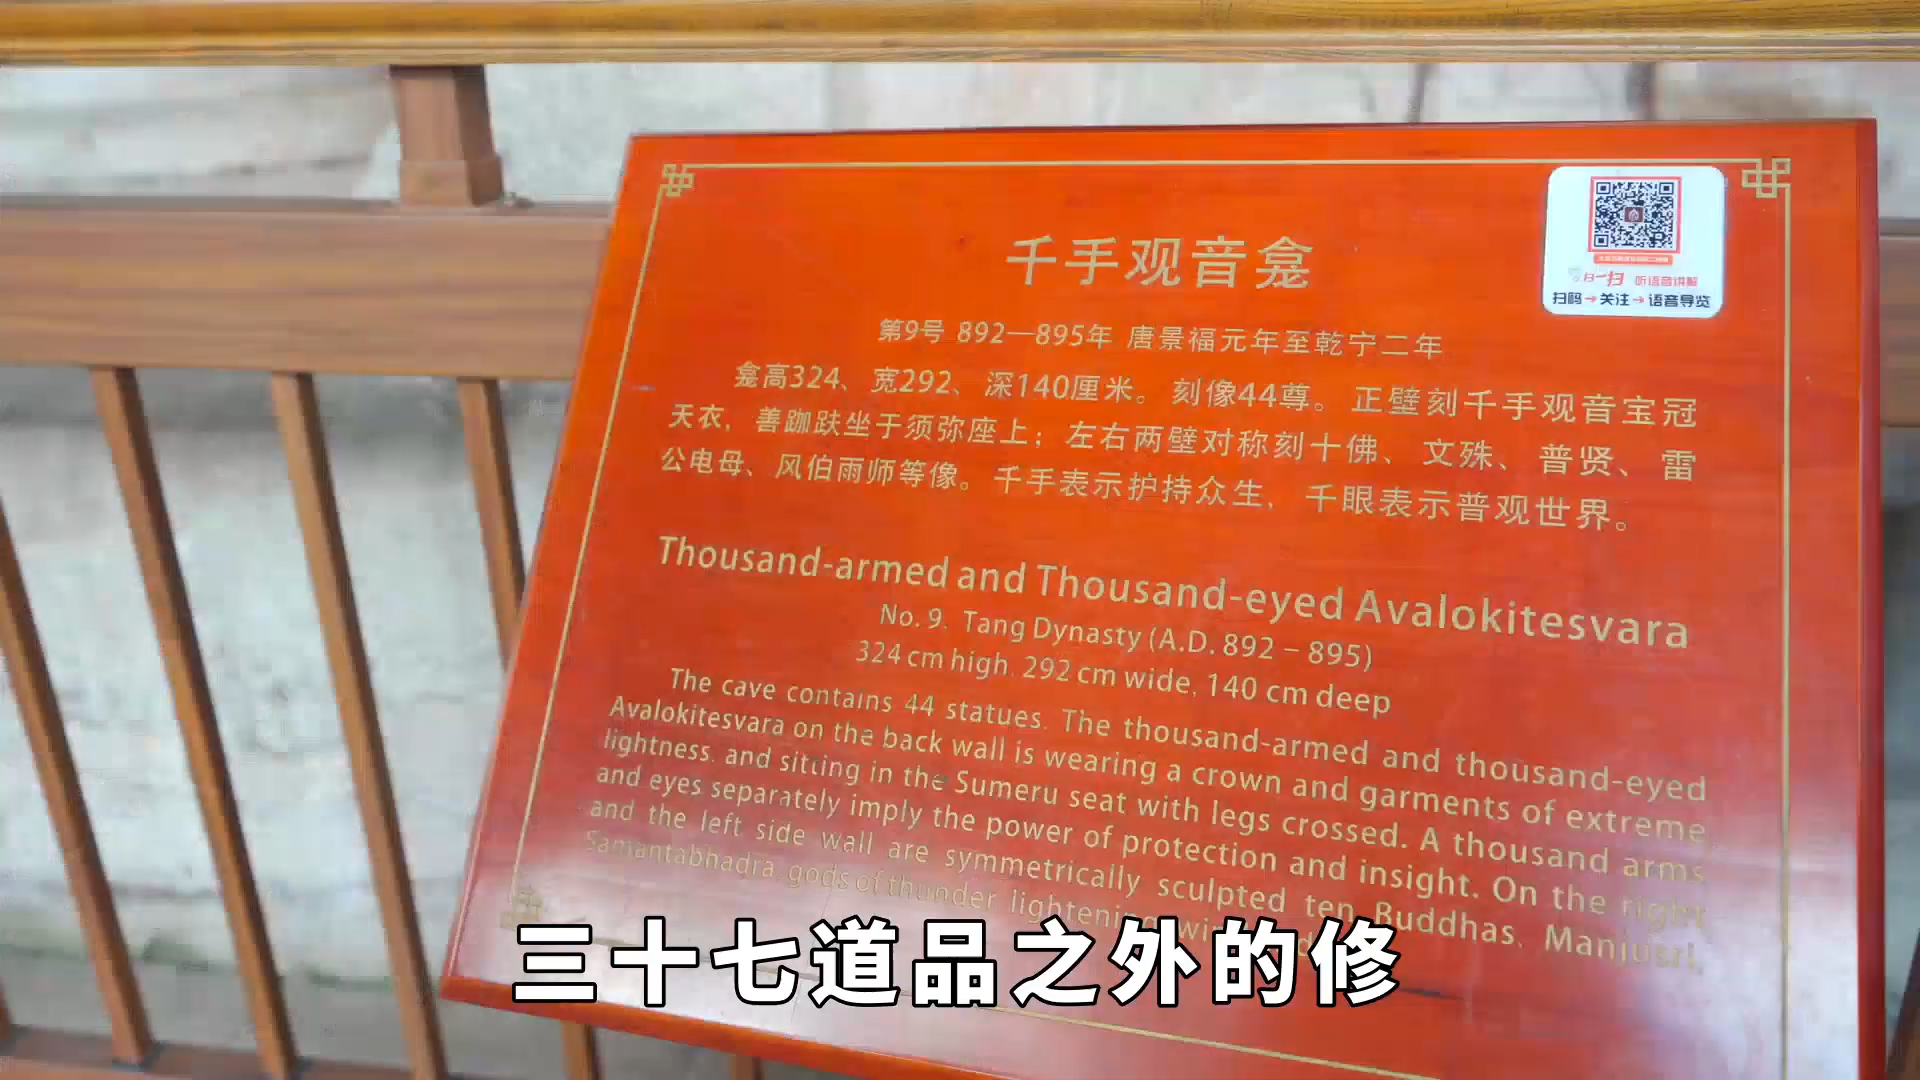 千手观音龛
第9号 892—895年 唐景福元年至乾宁二年
龛高324、宽292、深140厘米。刻像44尊。正壁刻千手观音宝冠
天衣，善跏趺坐于须弥座上；左右两壁对称刻十佛、文殊、普贤、雷
公电母、风伯雨师等像。千手表示护持众生，千眼表示普观世界。
听语音讲解
扫码→关注→语音导览
Thousand-armed and Thousand-eyed Avalokitesvara
No. 9. Tang Dynasty (A.D. 892 – 895)
324 cm high, 292 cm wide, 140 cm deep
The cave contains 44 statues. The thousand-armed and thousand-eyed
Avalokitesvara on the back wall is wearing a crown and garments of extreme
lightness, and sitting in the Sumeru seat with legs crossed. A thousand arms
and eyes separately imply the power of protection and insight. On the right
and the left side wall are symmetrically sculpted ten Buddhas, Manjusri,
Samantabhadra, gods of thunder, lightening
三十七道品之外的修